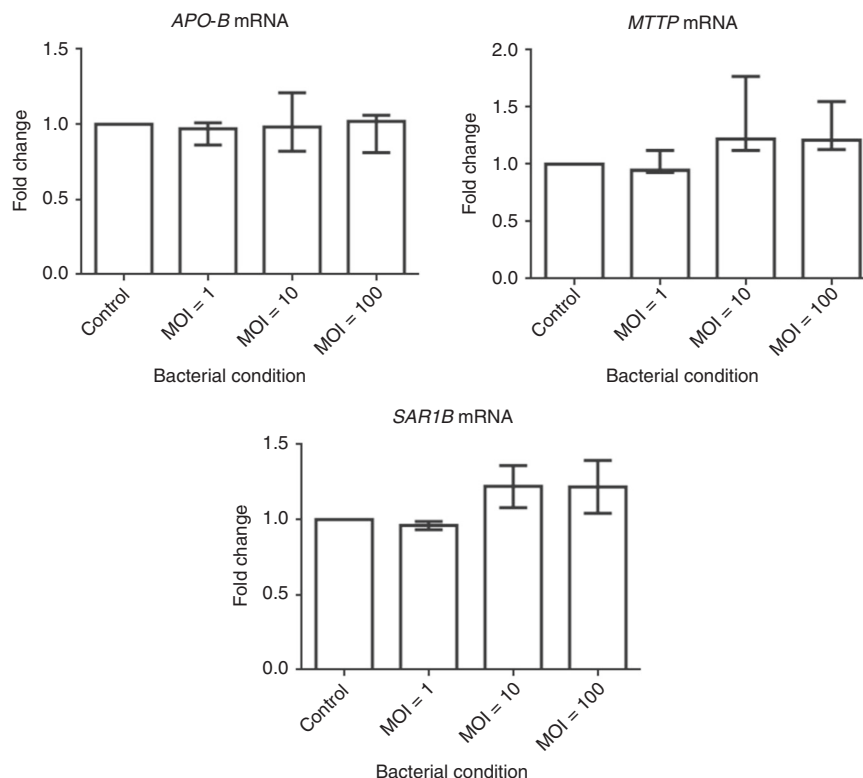 APO-B mRNA
1.5
1.0
0.5
0.0
Fold change
Control
MOI = 1
MOI = 10
MOI = 100
Bacterial condition
MTTP mRNA
2.0
1.5
1.0
0.5
0.0
Fold change
Control
MOI = 1
MOI = 10
MOI = 100
Bacterial condition
SAR1B mRNA
1.5
1.0
0.5
0.0
Fold change
Control
MOI = 1
MOI = 10
MOI = 100
Bacterial condition